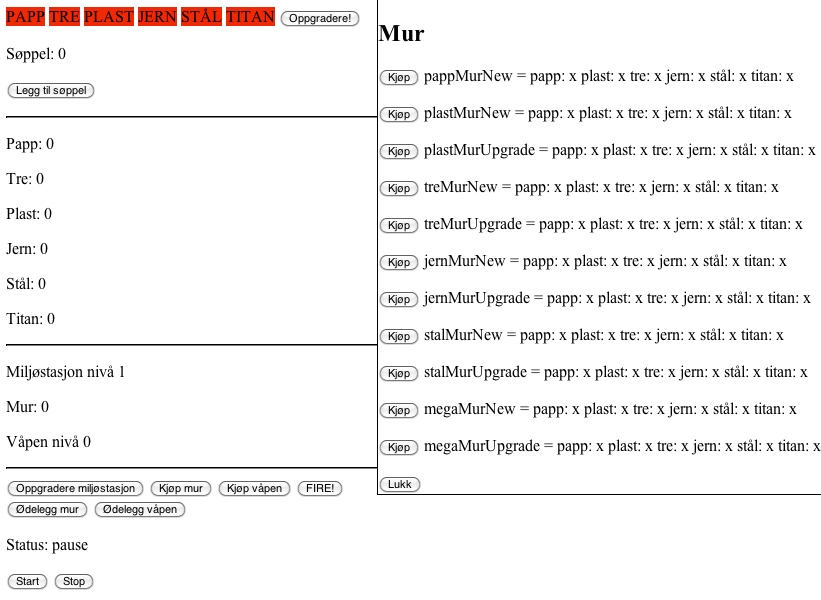 PAPP TRE PLAST JERN STÅL TITAN Oppgradere!
Søppel: 0
Legg til søppel
Papp: 0
Tre: 0
Plast: 0
Jern: 0
Stål: 0
Titan: 0
Miljøstasjon nivå 1
Mur: 0
Våpen nivå 0
Oppgradere miljøstasjon Kjøp mur Kjøp våpen FIRE!
Ødelegg mur Ødelegg våpen
Status: pause
Start Stop
Mur
Kjøp pappMurNew = papp: x plast: x tre: x jern: x stål: x titan: x
Kjøp plastMurNew = papp: x plast: x tre: x jern: x stål: x titan: x
Kjøp plastMurUpgrade = papp: x plast: x tre: x jern: x stål: x titan: x
Kjøp treMurNew = papp: x plast: x tre: x jern: x stål: x titan: x
Kjøp treMurUpgrade = papp: x plast: x tre: x jern: x stål: x titan: x
Kjøp jernMurNew = papp: x plast: x tre: x jern: x stål: x titan: x
Kjøp jernMurUpgrade = papp: x plast: x tre: x jern: x stål: x titan: x
Kjøp stalMurNew = papp: x plast: x tre: x jern: x stål: x titan: x
Kjøp stalMurUpgrade = papp: x plast: x tre: x jern: x stål: x titan: x
Kjøp megaMurNew = papp: x plast: x tre: x jern: x stål: x titan: x
Kjøp megaMurUpgrade = papp: x plast: x tre: x jern: x stål: x titan: x
Lukk